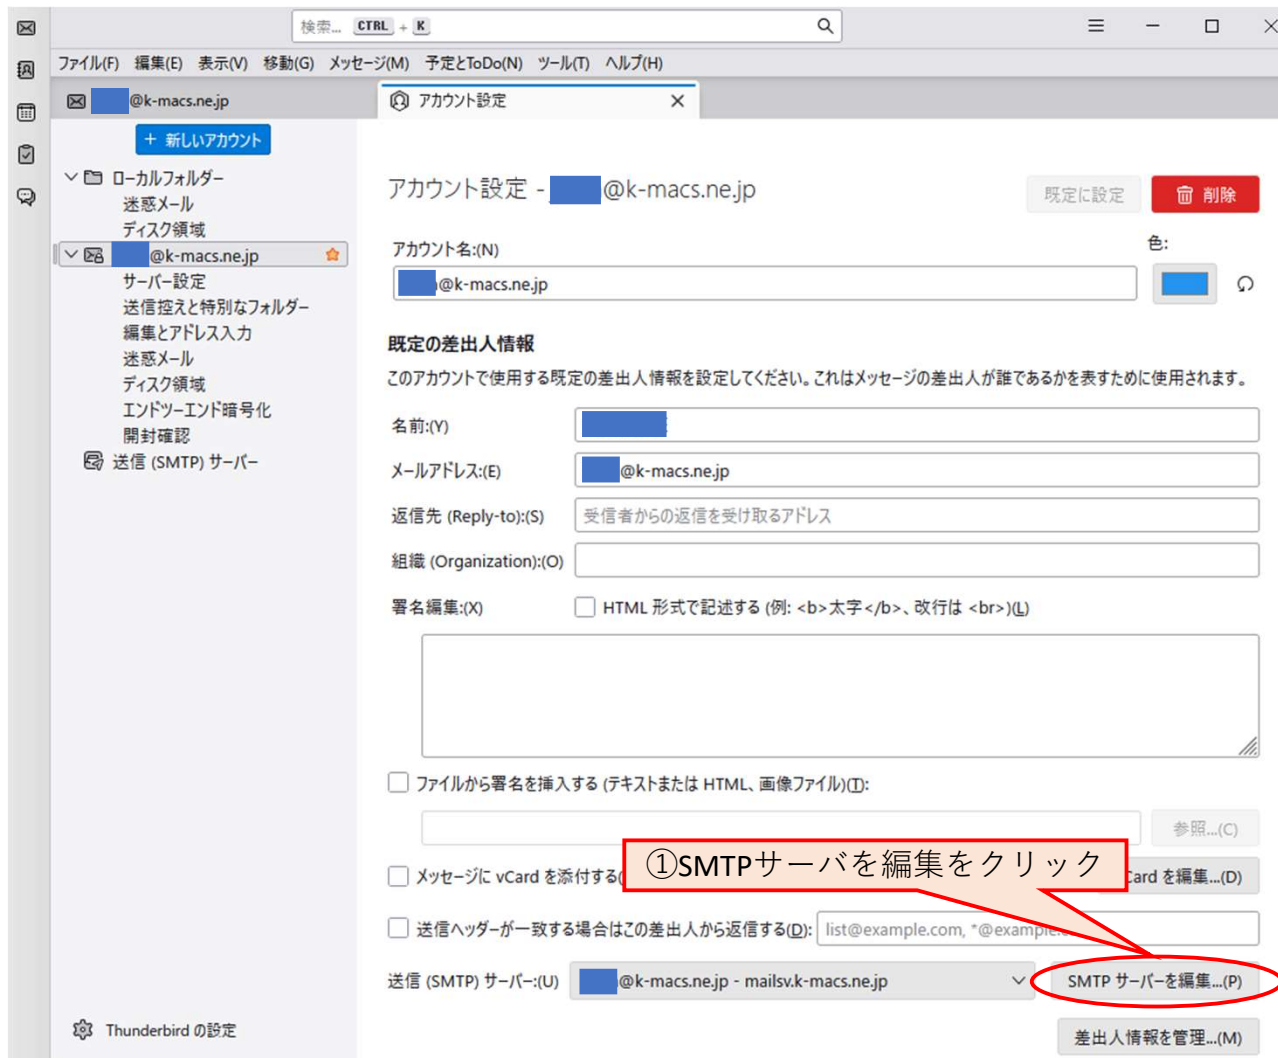 検索... CTRL + K
ファイル(F) 編集(E) 表示(V) 移動(G) メッセージ(M) 予定とToDo(N) ツール(T) ヘルプ(H)
@k-macs.ne.jp
アカウント設定
+ 新しいアカウント
ローカルフォルダー
迷惑メール
ディスク領域
@k-macs.ne.jp
サーバー設定
送信控えと特別なフォルダー
編集とアドレス入力
迷惑メール
ディスク領域
エンドツーエンド暗号化
開封確認
送信 (SMTP) サーバー
Thunderbird の設定
アカウント設定 - @k-macs.ne.jp
既定に設定
削除
アカウント名:(N)
色:
@k-macs.ne.jp
既定の差出人情報
このアカウントで使用する既定の差出人情報を設定してください。これはメッセージの差出人が誰であるかを表すために使用されます。
名前:(Y)
メールアドレス:(E) @k-macs.ne.jp
返信先 (Reply-to):(S) 受信者からの返信を受け取るアドレス
組織 (Organization):(O)
署名編集:(X) HTML 形式で記述する (例: <b>太字</b>、改行は <br>)(L)
ファイルから署名を挿入する (テキストまたは HTML、画像ファイル)(T):
参照...(C)
①SMTPサーバを編集をクリック
メッセージに vCard を添付する(
Card を編集...(D)
送信ヘッダーが一致する場合はこの差出人から返信する(D): list@example.com, *@example.
送信 (SMTP) サーバー:(U) @k-macs.ne.jp - mailsv.k-macs.ne.jp
SMTP サーバーを編集...(P)
差出人情報を管理...(M)